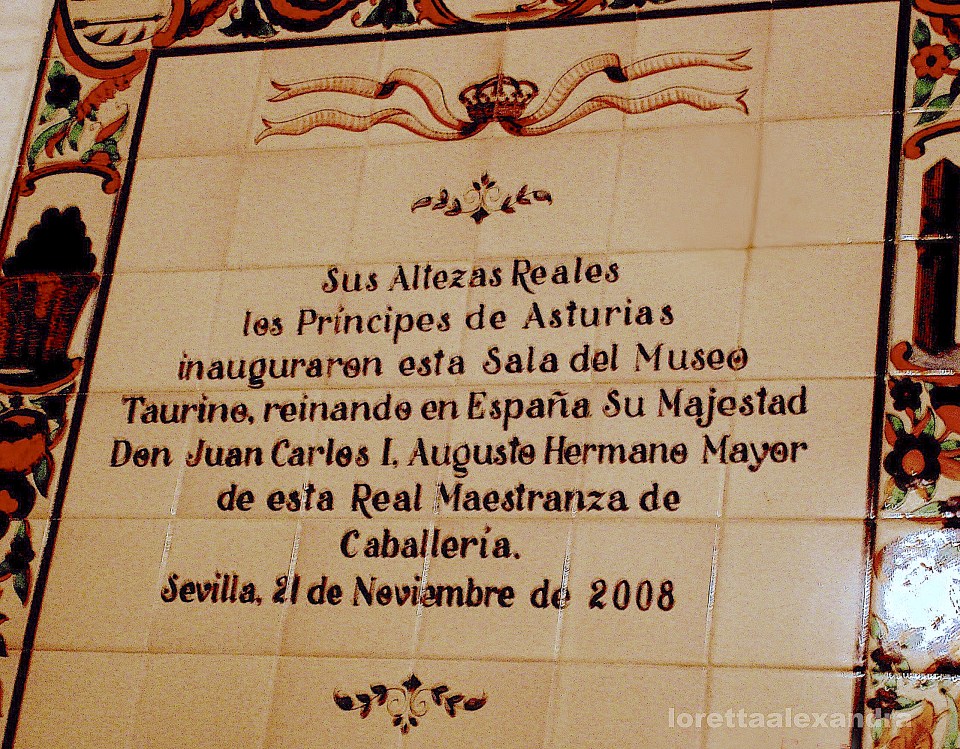 Sus Altezas Reales
los Príncipes de Asturias
inauguraron esta Sala del Museo
Taurino, reinando en España Su Majestad
Don Juan Carlos I, Augusto Hermano Mayor
de esta Real Maestranza de
Caballería.
Sevilla, 21 de Noviembre de 2008
lorettaalexandra